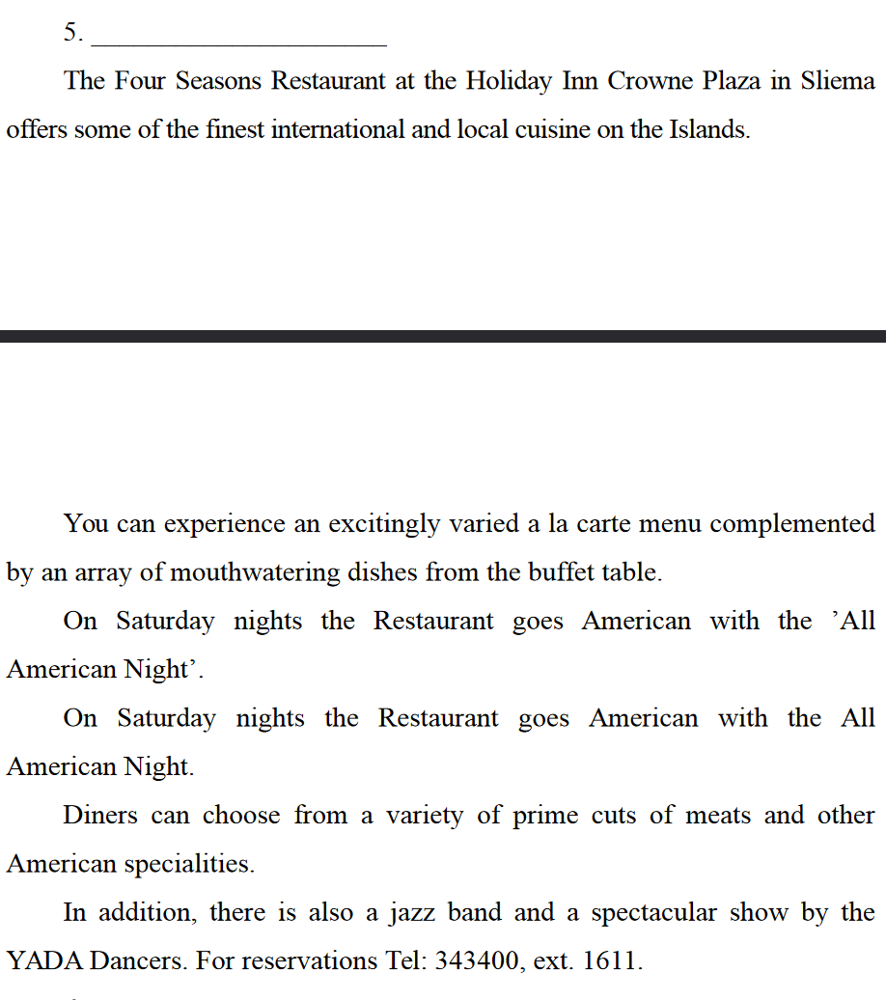 5. ______________________
The Four Seasons Restaurant at the Holiday Inn Crowne Plaza in Sliema
offers some of the finest international and local cuisine on the Islands.
You can experience an excitingly varied a la carte menu complemented
by an array of mouthwatering dishes from the buffet table.
On Saturday nights the Restaurant goes American with the ’All
American Night’.
On Saturday nights the Restaurant goes American with the All
American Night.
Diners can choose from a variety of prime cuts of meats and other
American specialities.
In addition, there is also a jazz band and a spectacular show by the
YADA Dancers. For reservations Tel: 343400, ext. 1611.